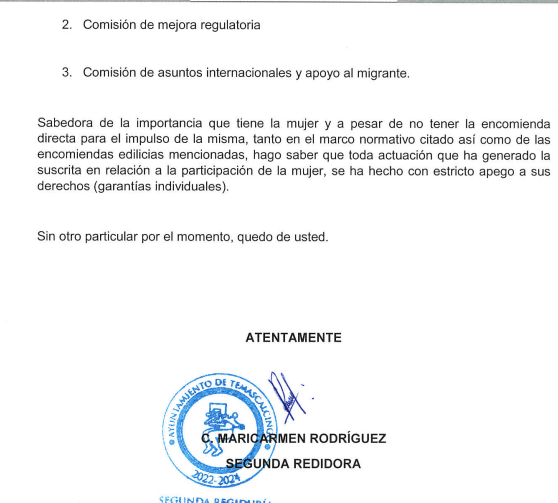 2. Comisión de mejora regulatoria
3. Comisión de asuntos internacionales y apoyo al migrante.
Sabedora de la importancia que tiene la mujer y a pesar de no tener la encomienda
directa para el impulso de la misma, tanto en el marco normativo citado así como de las
encomiendas edilicias mencionadas, hago saber que toda actuación que ha generado la
suscrita en relación a la participación de la mujer, se ha hecho con estricto apego a sus
derechos (garantías individuales).
Sin otro particular por el momento, quedo de usted.
ATENTAMENTE
AYUNTAMIENTO DE TEMASCALCINGO
C. MARICARMEN RODRÍGUEZ
SEGUNDA REDIDORA
2022-2024
SEGUNDA REGIDURÍA